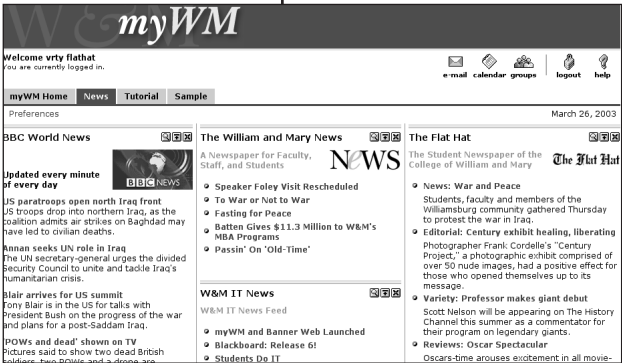 W&
myWM
Welcome vrty flathat
You are currently logged in.
e-mail calendar groups logout help
myWM Home News Tutorial Sample
Preferences March 26, 2003
BBC World News
Updated every minute
of every day
BBC NEWS
US paratroops open north Iraq front
US troops drop into northern Iraq, as the
coalition admits air strikes on Baghdad may
have led to civilian deaths.
Annan seeks UN role in Iraq
The UN secretary-general urges the divided
Security Council to unite and tackle Iraq's
humanitarian crisis.
Blair arrives for US summit
Tony Blair is in the US for talks with
President Bush on the progress of the war
and plans for a post-Saddam Iraq.
'POWs and dead' shown on TV
Pictures said to show two dead British
soldiers, two POWs and a drone are
The William and Mary News
A Newspaper for Faculty,
Staff, and Students
NeWS
Speaker Foley Visit Rescheduled
To War or Not to War
Fasting for Peace
Batten Gives $11.3 Million to W&M's
MBA Programs
Passin' On 'Old-Time'
W&M IT News
W&M IT News Feed
myWM and Banner Web Launched
Blackboard: Release 6!
Students Do IT
The Flat Hat
The Student Newspaper of the
College of William and Mary
The Flat Hat
News: War and Peace
Students, faculty and members of the
Williamsburg community gathered Thursday
to protest the war in Iraq.
Editorial: Century exhibit healing, liberating
Photographer Frank Cordelle's "Century
Project," a photographic exhibit comprised of
over 50 nude images, had a positive effect for
those who opened themselves up to its
message.
Variety: Professor makes giant debut
Scott Nelson will be appearing on The History
Channel this summer as a commentator for
their program on legendary giants.
Reviews: Oscar Spectacular
Oscars-time arouses excitement in all movie-